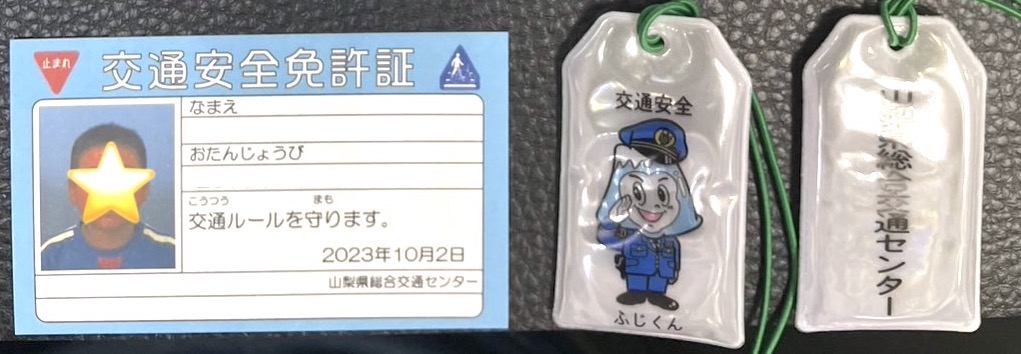 止まれ
交通安全免許証
なまえ
おたんじょうび
こうつう まも
交通ルールを守ります。
2023年10月2日
山梨県総合交通センター
交通安全
ふじくん
山梨県総合交通センター